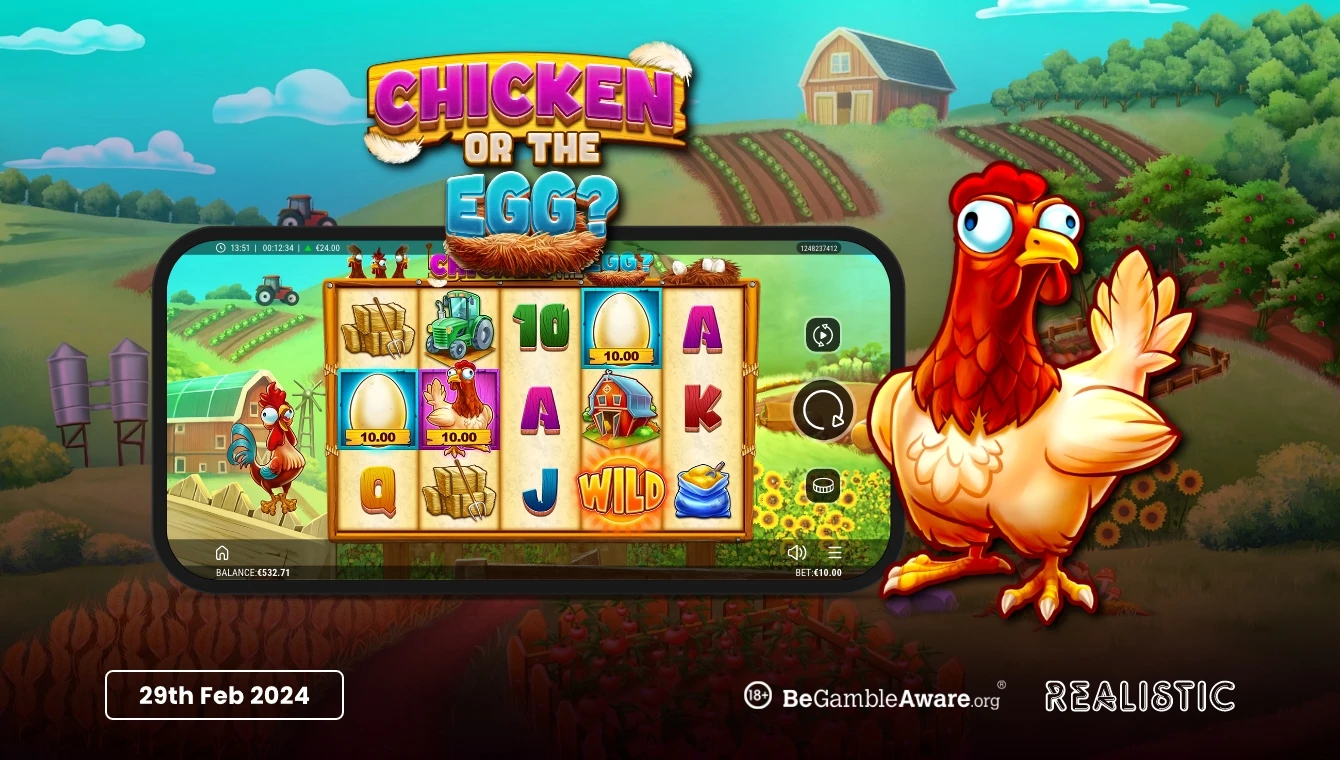 CHICKEN
OR THE
EGG?
13:51 | 00:12:34 | ▲ €24.00
1248237412
EGG?
10
10.00
A
10.00
10.00
A
K
Q
J
WILD
BALANCE:€532.71
BET:€10.00
29th Feb 2024
18+ BeGambleAware.org®
REALISTIC